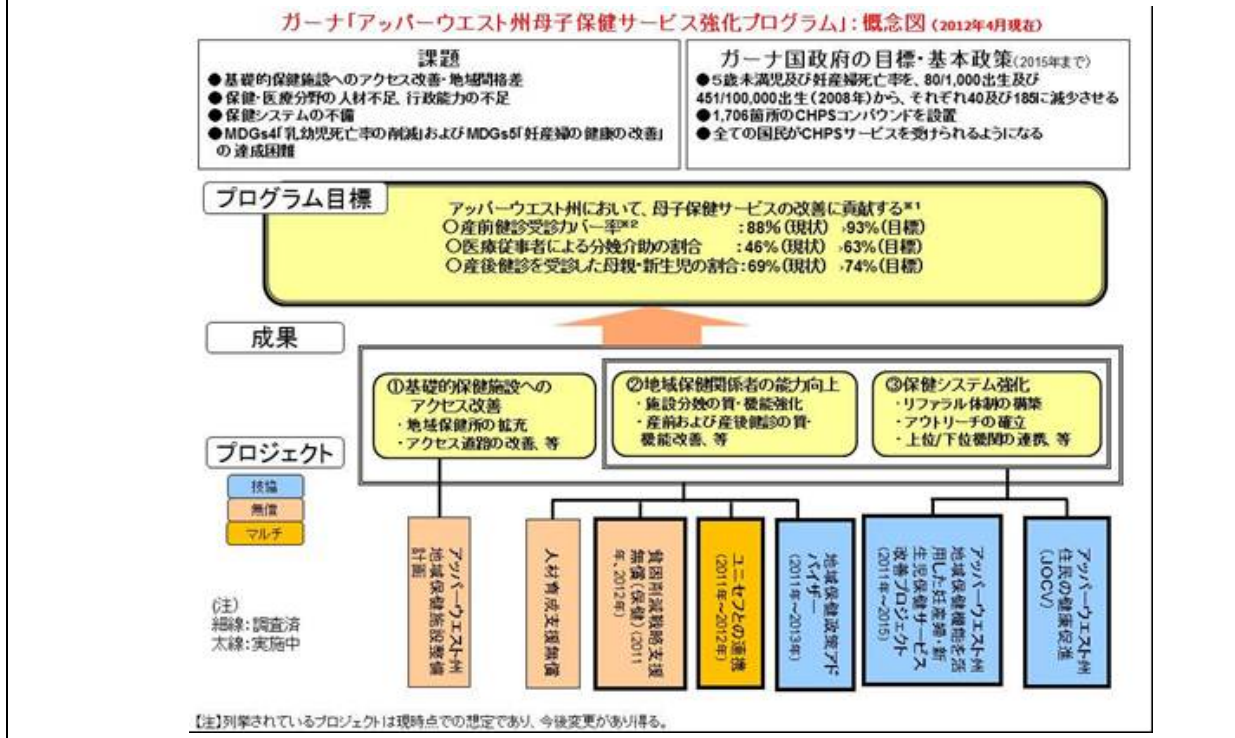 ガーナ「アッパーウエスト州母子保健サービス強化プログラム」：概念図（2012年4月現在）
課題
●基礎的保健施設へのアクセス改善・地域間格差
●保健・医療分野の人材不足、行政能力の不足
●保健システムの不備
●MDGs4「乳幼児死亡率の削減」およびMDGs5「妊産婦の健康の改善」
の達成困難
ガーナ国政府の目標・基本政策（2015年まで）
●５歳未満児及び妊産婦死亡率を、80/1,000出生及び
451/100,000出生（2008年）から、それぞれ40及び185に減少させる
●1,706箇所のCHPSコンパウンドを設置
●全ての国民がCHPSサービスを受けられるようになる
プログラム目標
アッパーウエスト州において、母子保健サービスの改善に貢献する※1
○産前健診受診カバー率※2 ：88%（現状） →93%（目標）
○医療従事者による分娩介助の割合 ：46%（現状） →63%（目標）
○産後健診を受診した母親・新生児の割合：69%（現状） →74%（目標）
成果
①基礎的保健施設への
アクセス改善
・地域保健所の拡充
・アクセス道路の改善、等
②地域保健関係者の能力向上
・施設分娩の質・機能強化
・産前および産後健診の質・
機能改善、等
③保健システム強化
・リファラル体制の構築
・アウトリーチの確立
・上位/下位機関の連携、等
プロジェクト
技協
無償
マルチ
アッパーウエスト州
地域保健施設整備
計画
人材育成支援無償
貧困削減戦略支援
無償（保健）（2011
年、2012年）
ユニセフとの連携
（2011年～2012年）
地域保健政策アド
バイザー
（2011年～2013年）
アッパーウエスト州
地域保健機能を活
用した妊産婦・新
生児保健サービス
改善プロジェクト
（2011年～2015）
アッパーウエスト州
住民の健康促進
（JOCV）
（注）
細線：調査済
太線：実施中
【注】列挙されているプロジェクトは現時点での想定であり、今後変更があり得る。